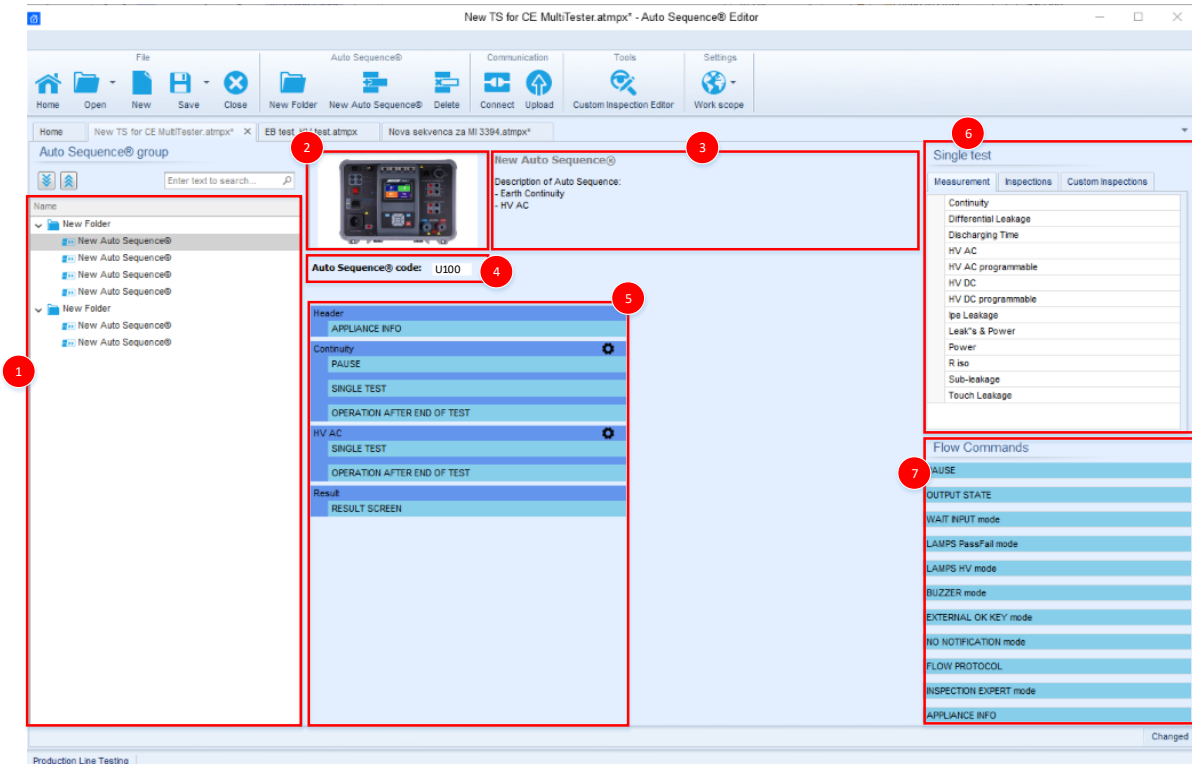 New TS for CE MultiTester.atmpx* - Auto Sequence® Editor
File
Auto Sequence®
Communication
Tools
Settings
Home
Open
New
Save
Close
New Folder
New Auto Sequence®
Delete
Connect
Upload
Custom Inspection Editor
Work scope
Home
New TS for CE MultiTester.atmpx*
EB test_HV test.atmpx
Nova sekvenca za MI 3394.atmpx*
Auto Sequence® group
Enter text to search...
1
Name
New Folder
New Auto Sequence®
New Auto Sequence®
New Auto Sequence®
New Auto Sequence®
New Folder
New Auto Sequence®
New Auto Sequence®
2
3
New Auto Sequence®
Description of Auto Sequence:
- Earth Continuity
- HV AC
Auto Sequence® code: U100
4
5
Header
APPLIANCE INFO
Continuity
PAUSE
SINGLE TEST
OPERATION AFTER END OF TEST
HV AC
SINGLE TEST
OPERATION AFTER END OF TEST
Result
RESULT SCREEN
6
Single test
Measurement
Inspections
Custom Inspections
Continuity
Differential Leakage
Discharging Time
HV AC
HV AC programmable
HV DC
HV DC programmable
Ipe Leakage
Leak"s & Power
Power
R iso
Sub-leakage
Touch Leakage
Flow Commands
7
PAUSE
OUTPUT STATE
WAIT INPUT mode
LAMPS PassFail mode
LAMPS HV mode
BUZZER mode
EXTERNAL OK KEY mode
NO NOTIFICATION mode
FLOW PROTOCOL
INSPECTION EXPERT mode
APPLIANCE INFO
Changed
Production Line Testing